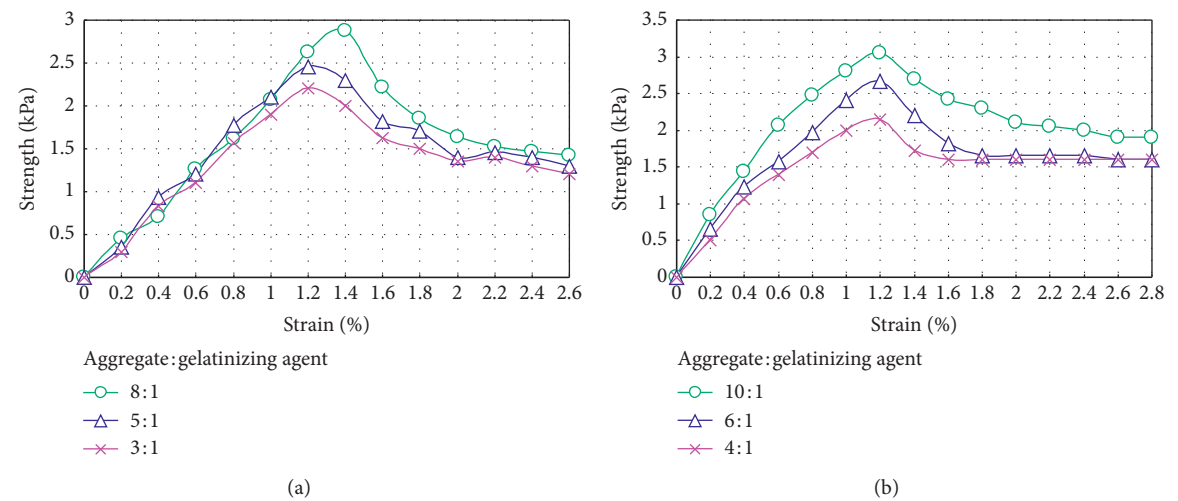 3
2.5
2
1.5
1
0.5
0
Strength (kPa)
0 0.2 0.4 0.6 0.8 1 1.2 1.4 1.6 1.8 2 2.2 2.4 2.6
Strain (%)
Aggregate:gelatinizing agent
8:1
5:1
3:1
(a)
3.5
3
2.5
2
1.5
1
0.5
0
Strength (kPa)
0 0.2 0.4 0.6 0.8 1 1.2 1.4 1.6 1.8 2 2.2 2.4 2.6 2.8
Strain (%)
Aggregate:gelatinizing agent
10:1
6:1
4:1
(b)